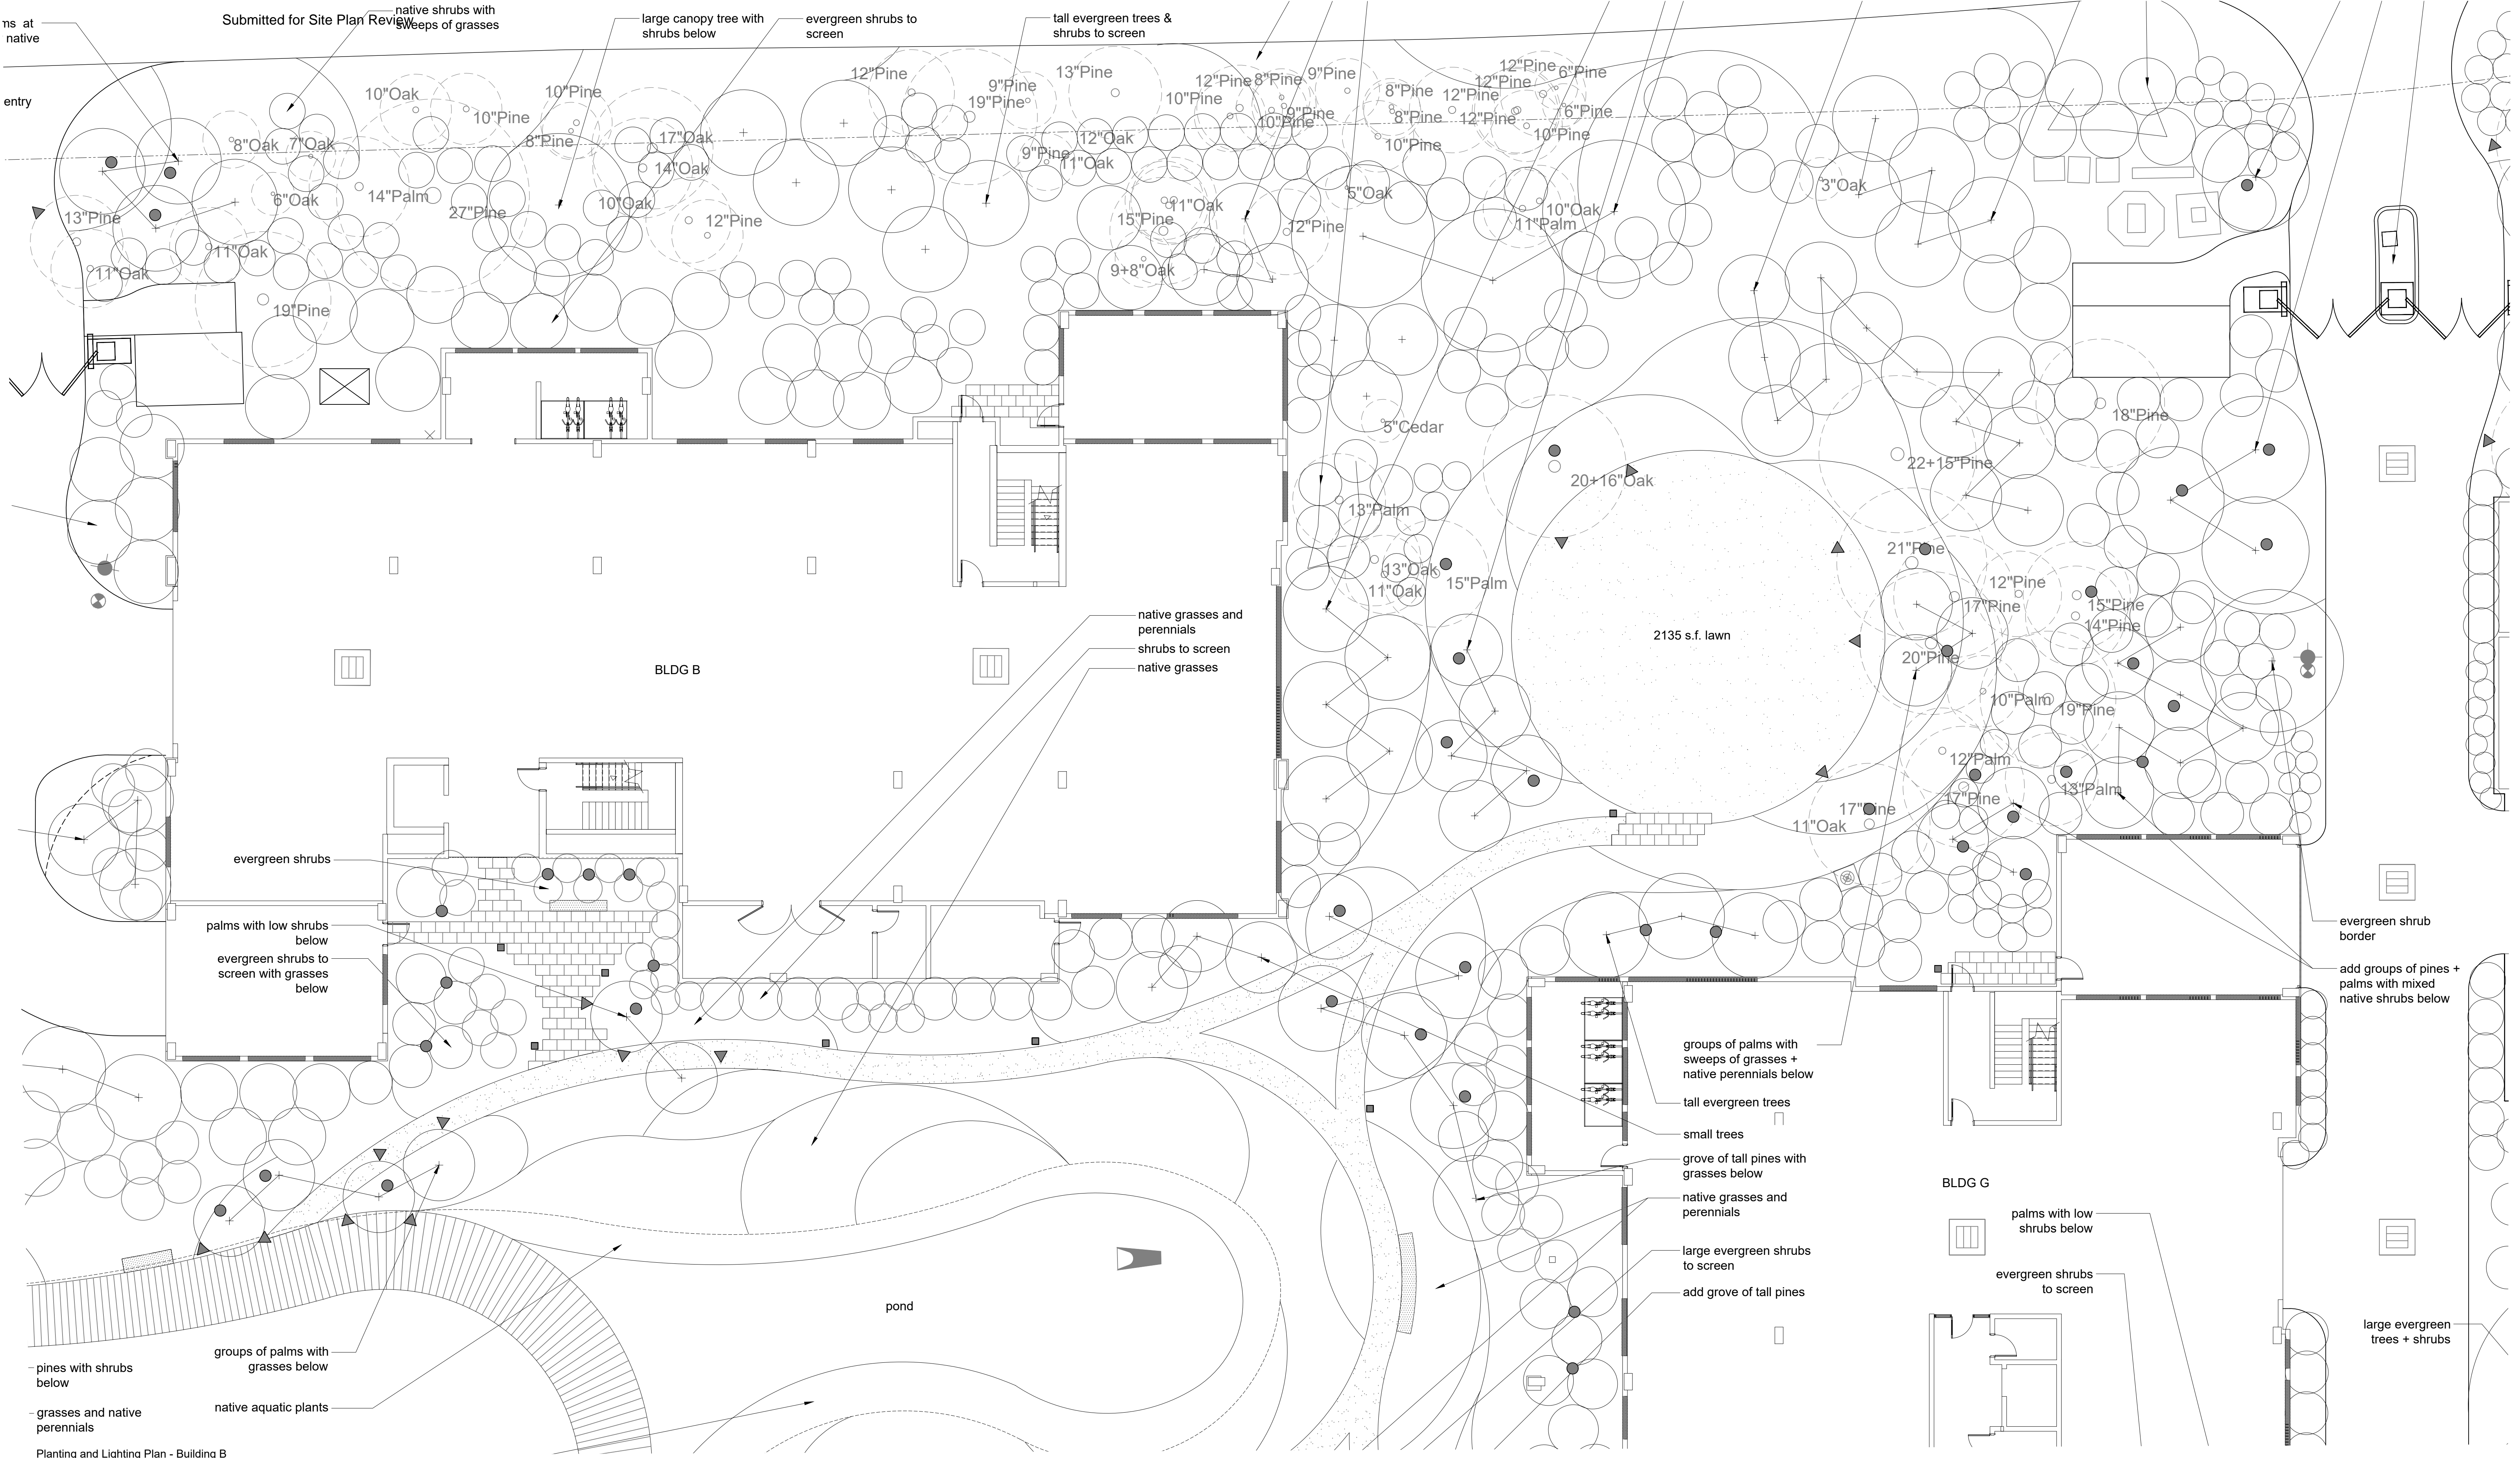 ms at
native
Submitted for Site Plan Review
native shrubs with
sweeps of grasses
large canopy tree with
shrubs below
evergreen shrubs to
screen
tall evergreen trees &
shrubs to screen
entry
10"Oak
10"Pine
10"Pine
8"Pine
12"Pine
9"Pine
19"Pine
13"Pine
12"Pine
8"Pine
9"Pine
10"Pine
9"Pine
10"Pine
8"Pine
8"Pine
12"Pine
12"Pine
12"Pine
12"Pine
6"Pine
6"Pine
10"Pine
10"Pine
8"Oak
7"Oak
17"Oak
14"Oak
12"Oak
9"Pine
11"Oak
6"Oak
14"Palm
27"Pine
10"Oak
12"Pine
13"Pine
11"Oak
11"Oak
19"Pine
15"Pine
11"Oak
12"Pine
9+8"Oak
5"Oak
10"Oak
11"Palm
3"Oak
5"Cedar
18"Pine
20+16"Oak
22+15"Pine
13"Palm
13"Oak
11"Oak
15"Palm
21"Pine
12"Pine
17"Pine
15"Pine
14"Pine
20"Pine
10"Palm
19"Pine
12"Palm
17"Pine
13"Palm
17"Pine
11"Oak
2135 s.f. lawn
BLDG B
native grasses and
perennials
shrubs to screen
native grasses
evergreen shrubs
palms with low shrubs
below
evergreen shrubs to
screen with grasses
below
evergreen shrub
border
add groups of pines +
palms with mixed
native shrubs below
groups of palms with
sweeps of grasses +
native perennials below
tall evergreen trees
small trees
grove of tall pines with
grasses below
native grasses and
perennials
large evergreen shrubs
to screen
add grove of tall pines
BLDG G
palms with low
shrubs below
evergreen shrubs
to screen
large evergreen
trees + shrubs
pond
groups of palms with
grasses below
native aquatic plants
pines with shrubs
below
grasses and native
perennials
Planting and Lighting Plan - Building B